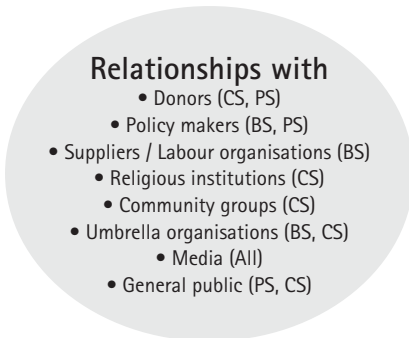 Relationships with
• Donors (CS, PS)
• Policy makers (BS, PS)
• Suppliers / Labour organisations (BS)
• Religious institutions (CS)
• Community groups (CS)
• Umbrella organisations (BS, CS)
• Media (All)
• General public (PS, CS)